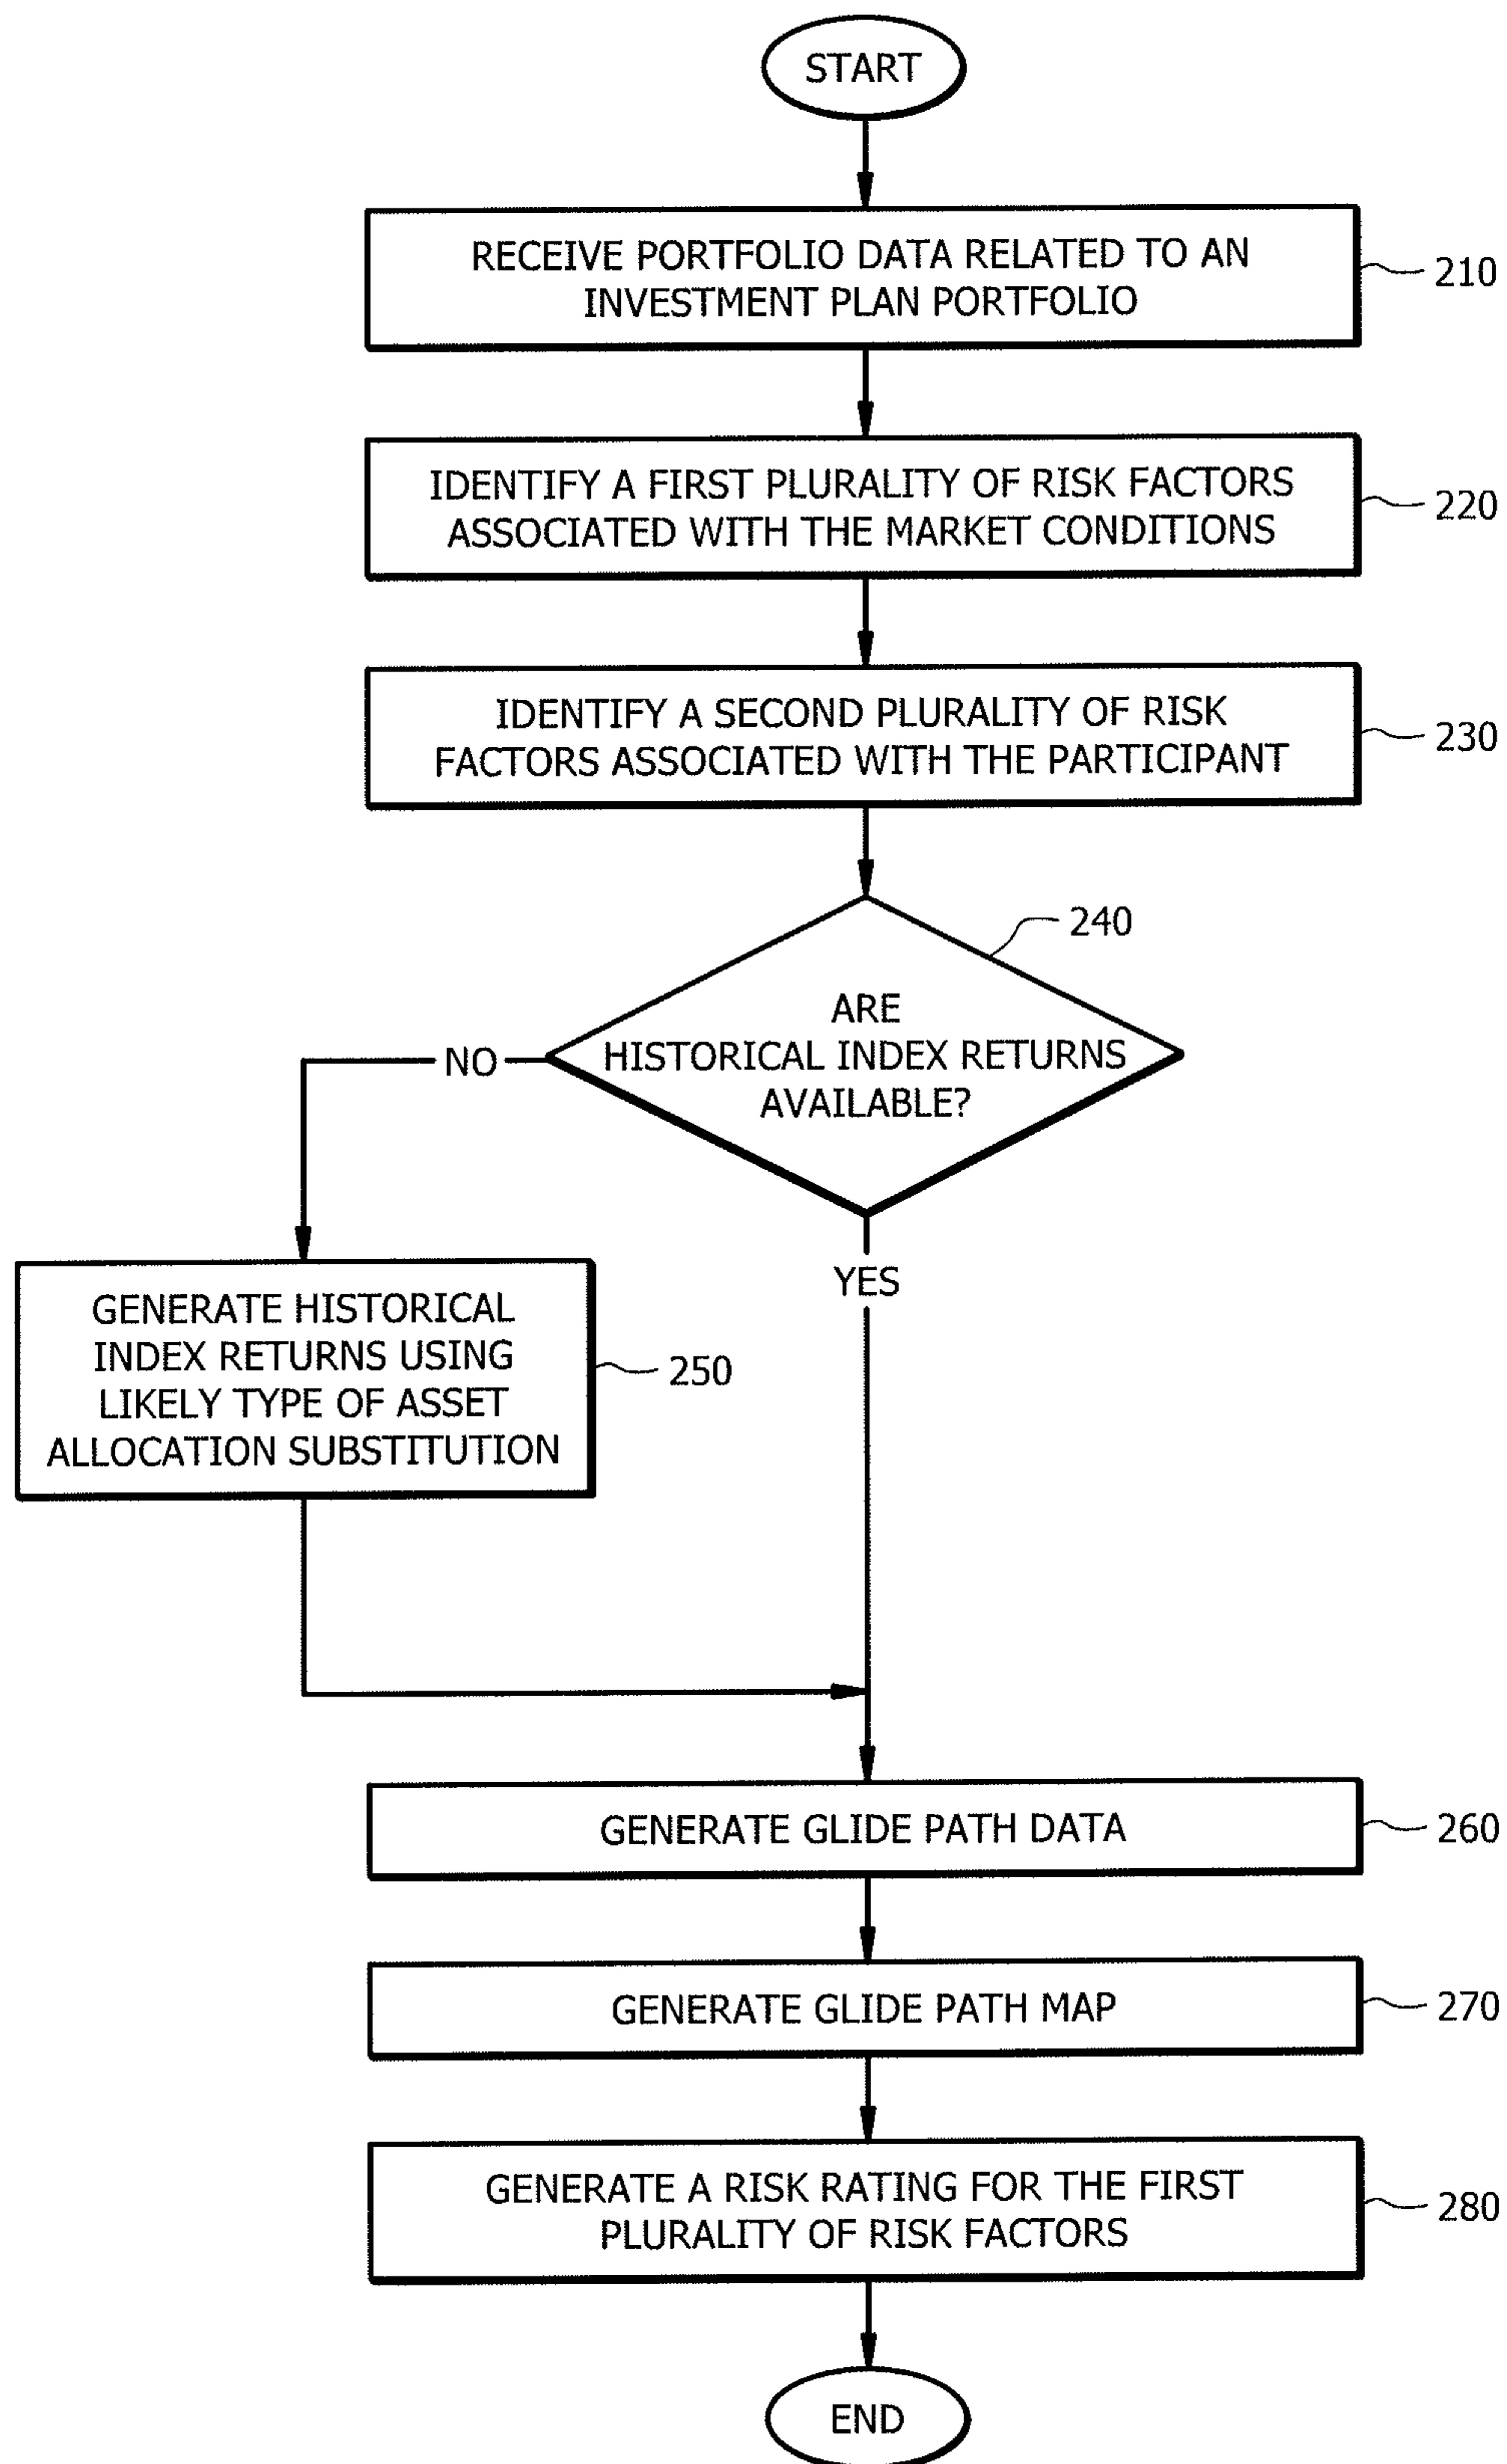 START
RECEIVE PORTFOLIO DATA RELATED TO AN
INVESTMENT PLAN PORTFOLIO
210
IDENTIFY A FIRST PLURALITY OF RISK FACTORS
ASSOCIATED WITH THE MARKET CONDITIONS
220
IDENTIFY A SECOND PLURALITY OF RISK
FACTORS ASSOCIATED WITH THE PARTICIPANT
230
240
ARE
HISTORICAL INDEX RETURNS
AVAILABLE?
NO
YES
GENERATE HISTORICAL
INDEX RETURNS USING
LIKELY TYPE OF ASSET
ALLOCATION SUBSTITUTION
250
GENERATE GLIDE PATH DATA
260
GENERATE GLIDE PATH MAP
270
GENERATE A RISK RATING FOR THE FIRST
PLURALITY OF RISK FACTORS
280
END